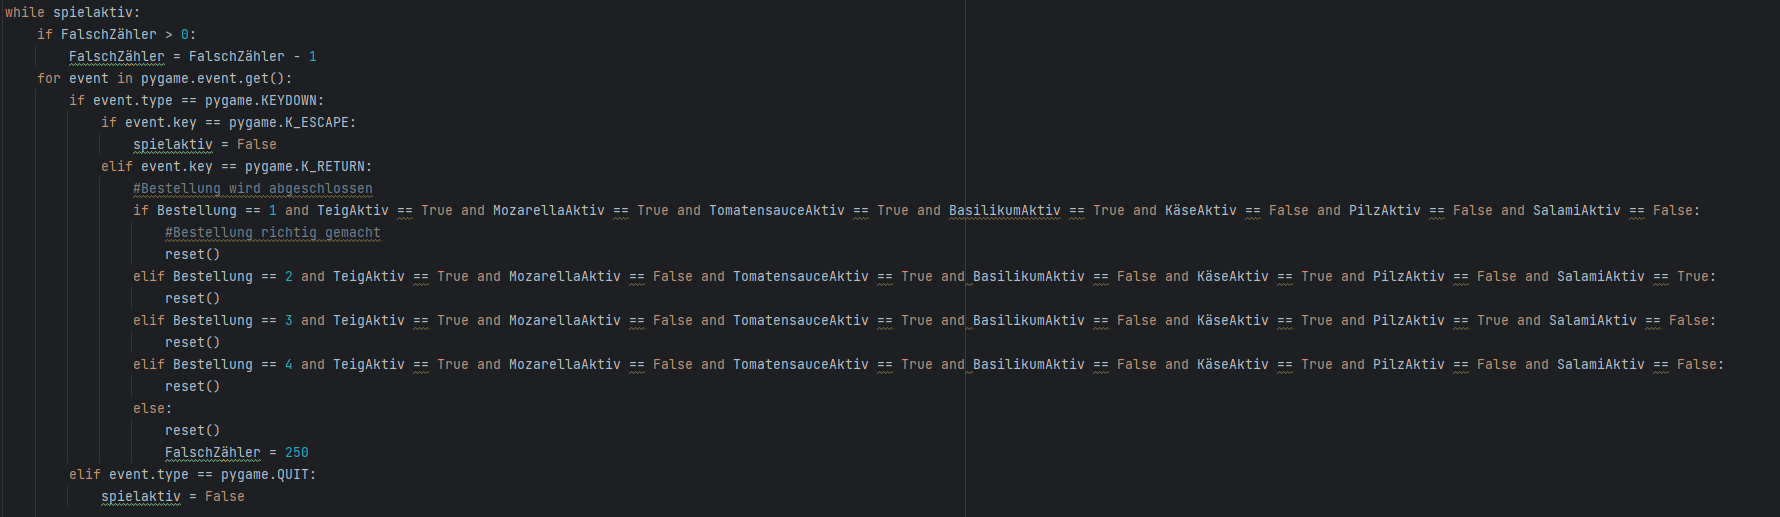 while spielaktiv:
    if FalschZähler > 0:
        FalschZähler = FalschZähler - 1
    for event in pygame.event.get():
        if event.type == pygame.KEYDOWN:
            if event.key == pygame.K_ESCAPE:
                spielaktiv = False
            elif event.key == pygame.K_RETURN:
                #Bestellung wird abgeschlossen
                if Bestellung == 1 and TeigAktiv == True and MozarellaAktiv == True and TomatensauceAktiv == True and BasilikumAktiv == True and KäseAktiv == False and PilzAktiv == False and SalamiAktiv == False:
                    #Bestellung richtig gemacht
                    reset()
                elif Bestellung == 2 and TeigAktiv == True and MozarellaAktiv == False and TomatensauceAktiv == True and BasilikumAktiv == False and KäseAktiv == True and PilzAktiv == False and SalamiAktiv == True:
                    reset()
                elif Bestellung == 3 and TeigAktiv == True and MozarellaAktiv == False and TomatensauceAktiv == True and BasilikumAktiv == False and KäseAktiv == True and PilzAktiv == True and SalamiAktiv == False:
                    reset()
                elif Bestellung == 4 and TeigAktiv == True and MozarellaAktiv == False and TomatensauceAktiv == True and BasilikumAktiv == False and KäseAktiv == True and PilzAktiv == False and SalamiAktiv == False:
                    reset()
                else:
                    reset()
                    FalschZähler = 250
        elif event.type == pygame.QUIT:
            spielaktiv = False